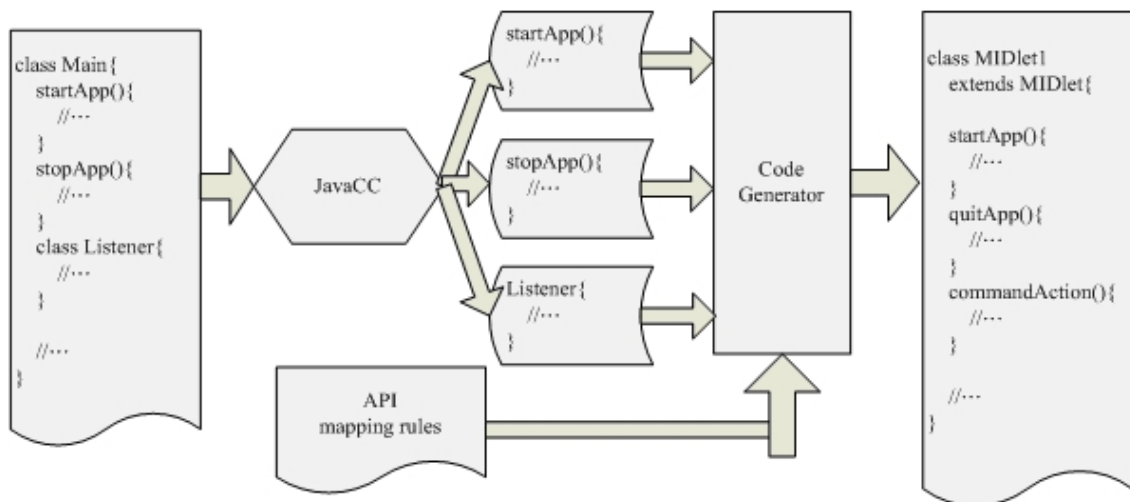 class Main{
startApp(){
//···
}
stopApp(){
//···
}
class Listener{
//···
}
//···
}
JavaCC
startApp(){
//···
}
stopApp(){
//···
}
Listener{
//···
}
API
mapping rules
Code
Generator
class MIDlet1
extends MIDlet{
startApp(){
//···
}
quitApp(){
//···
}
commandAction(){
//···
}
//···
}